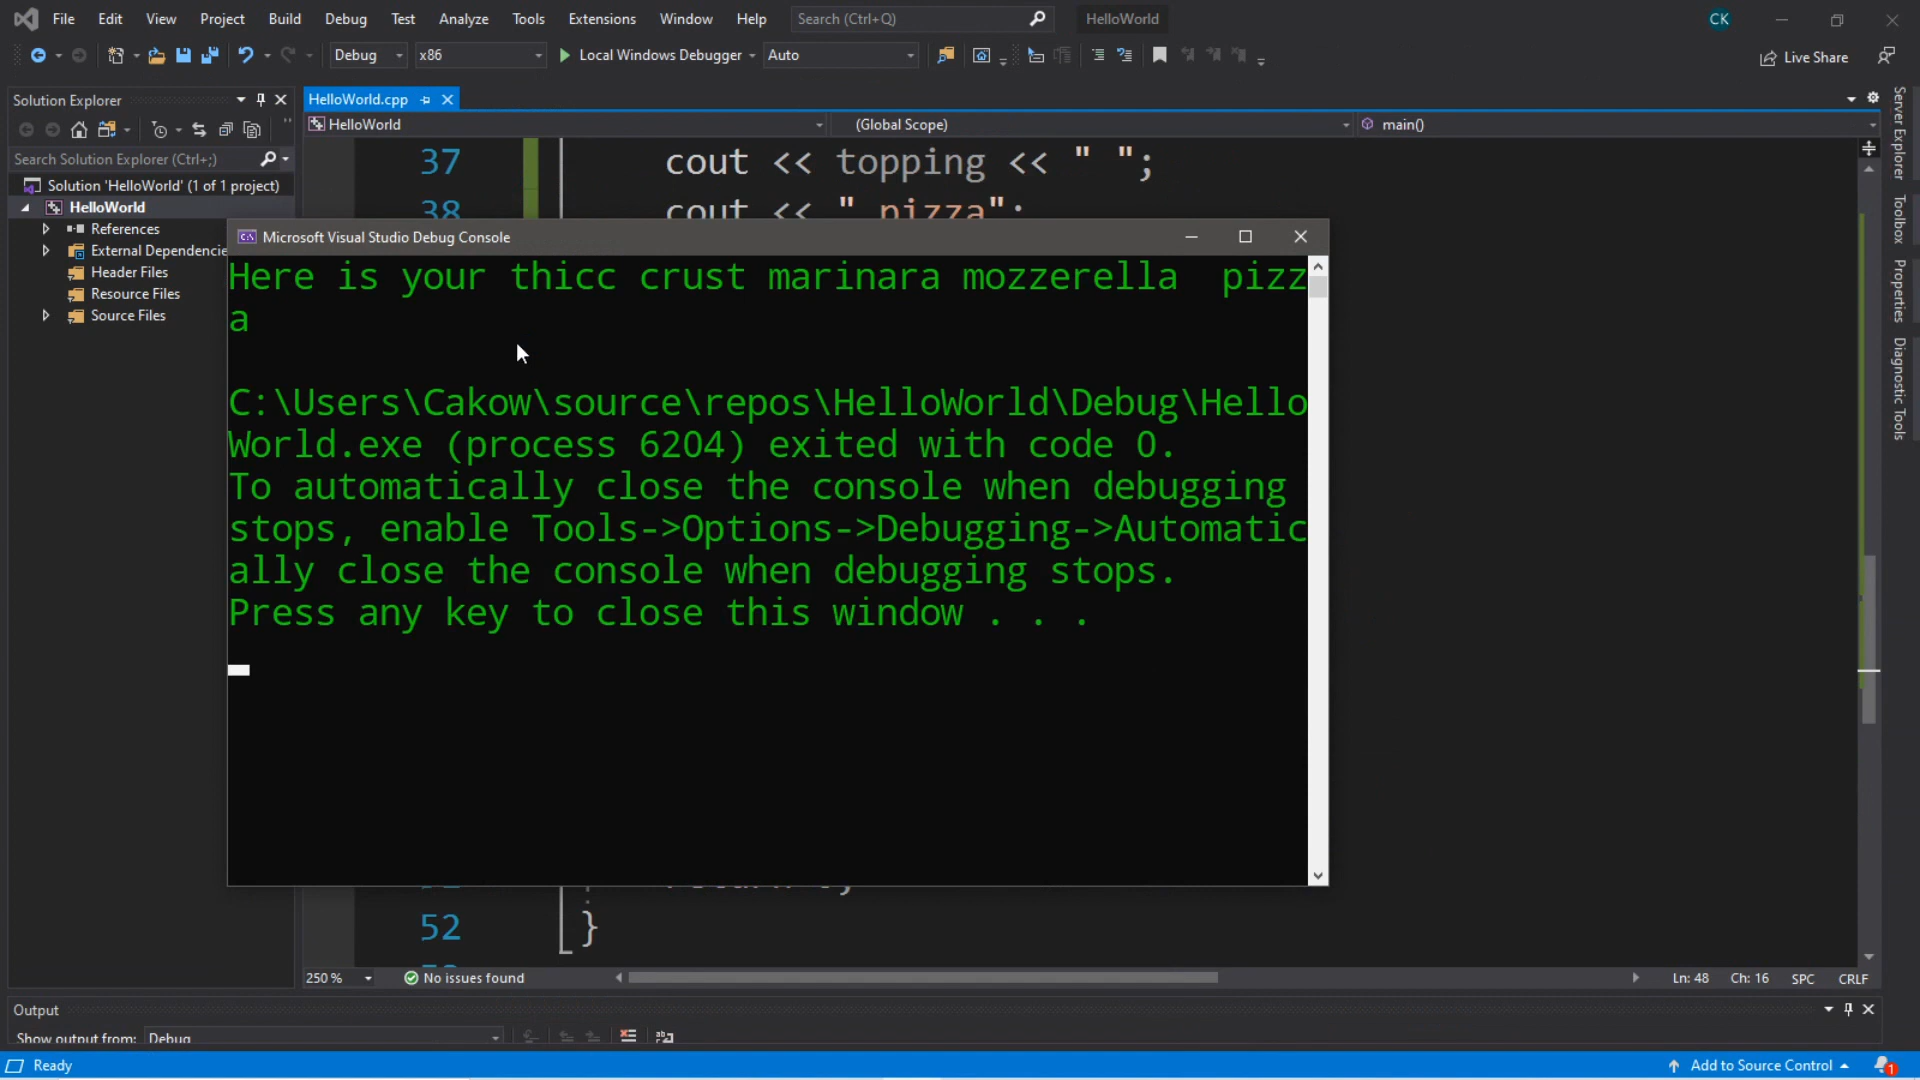 File Edit View Project Build Debug Test Analyze Tools Extensions Window Help Search (Ctrl+Q) HelloWorld CK
Debug x86 Local Windows Debugger Auto Live Share
Solution Explorer
Search Solution Explorer (Ctrl+;)
Solution 'HelloWorld' (1 of 1 project)
HelloWorld
References
External Dependencie
Header Files
Resource Files
Source Files
HelloWorld.cpp
HelloWorld (Global Scope) main()
37 cout << topping << " ";
38 cout << " pizza";
Microsoft Visual Studio Debug Console
Here is your thicc crust marinara mozzerella  pizz
a
C:\Users\Cakow\source\repos\HelloWorld\Debug\Hello
World.exe (process 6204) exited with code 0.
To automatically close the console when debugging
stops, enable Tools->Options->Debugging->Automatic
ally close the console when debugging stops.
Press any key to close this window . . .
52 }
250 % No issues found Ln: 48 Ch: 16 SPC CRLF
Server Explorer
Toolbox
Properties
Diagnostic Tools
Output
Show output from: Debug
Ready Add to Source Control 1